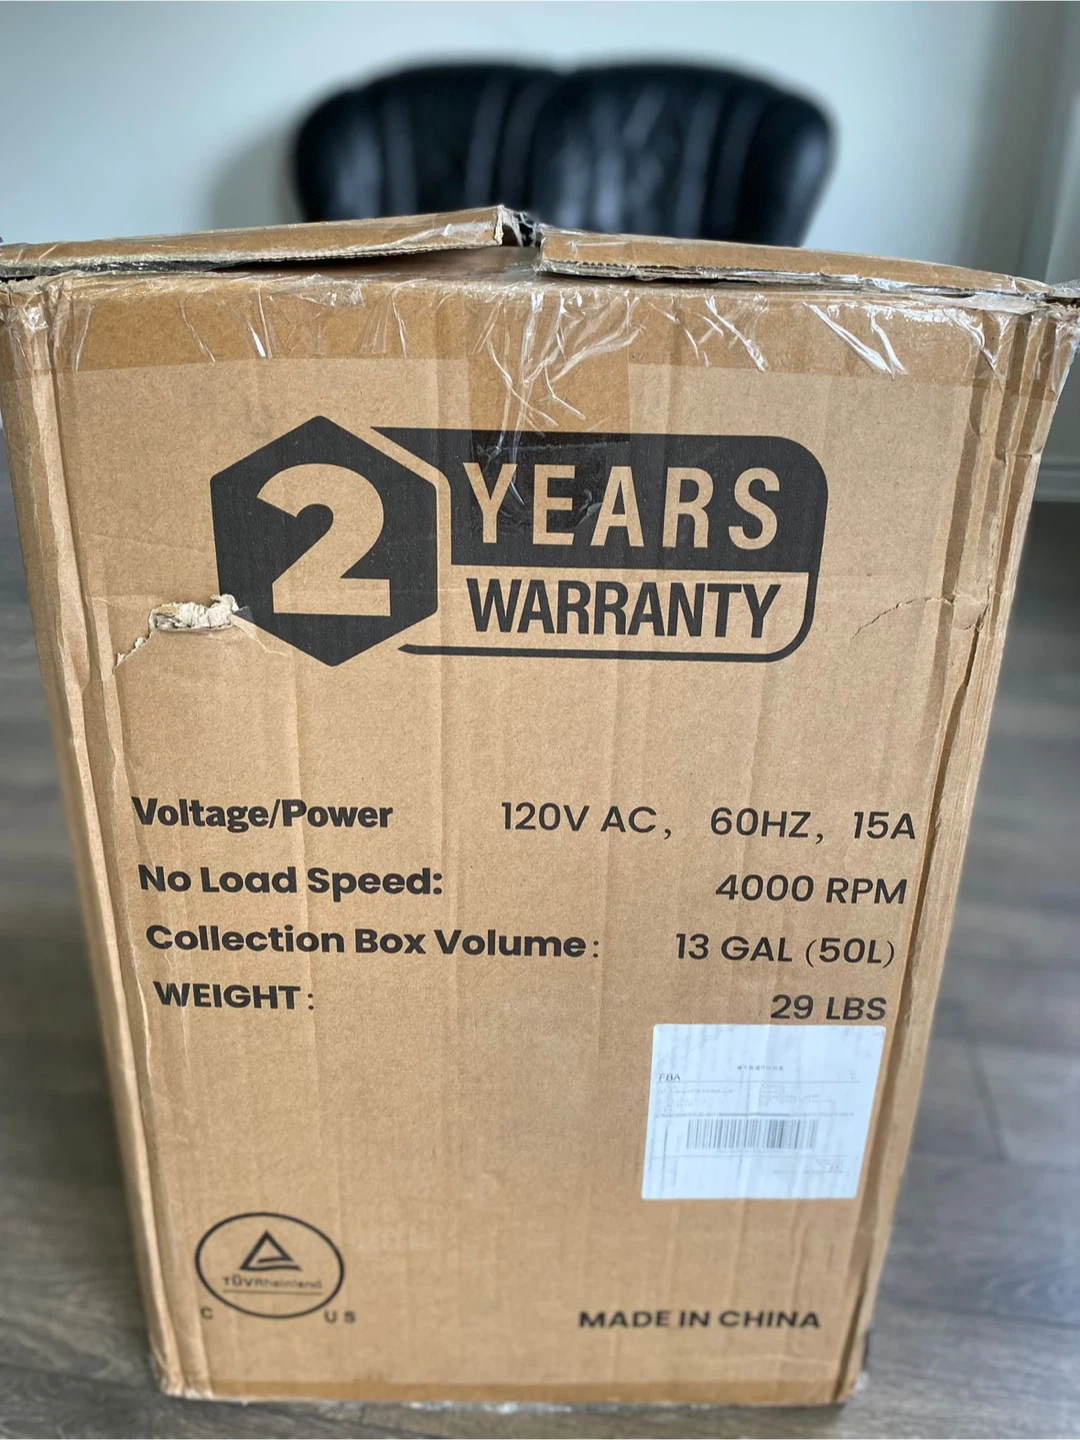 2 YEARS
WARRANTY
Voltage/Power 120V AC, 60HZ, 15A
No Load Speed: 4000 RPM
Collection Box Volume: 13 GAL (50L)
WEIGHT: 29 LBS
FBA
TÜVRheinland
C US
MADE IN CHINA